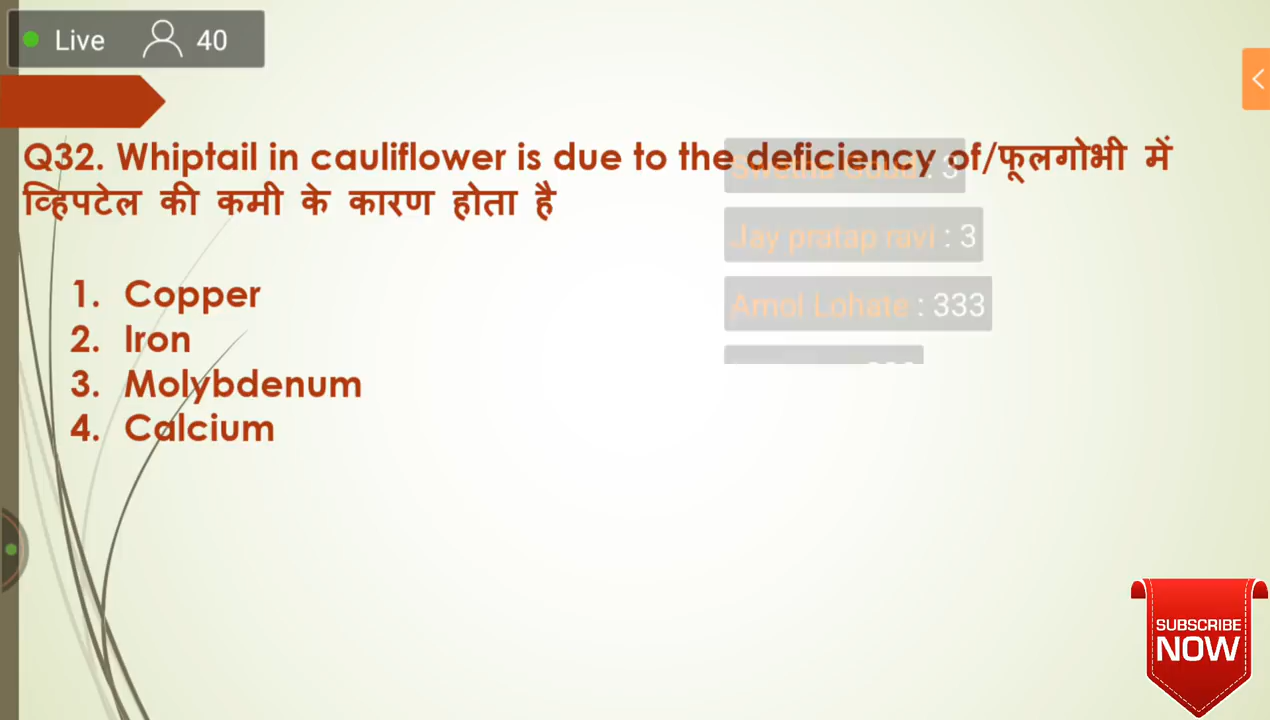 Live 40
Q32. Whiptail in cauliflower is due to the deficiency of/फूलगोभी में
व्हिपटेल की कमी के कारण होता है
: 3
Jay pratap ravi : 3
Amol Lohate : 333
1. Copper
2. Iron
3. Molybdenum
4. Calcium
SUBSCRIBE
NOW